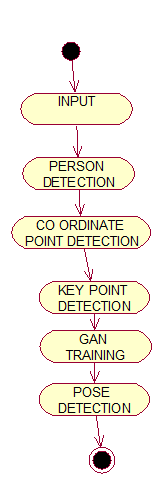 INPUT
PERSON
DETECTION
CO ORDINATE
POINT DETECTION
KEY POINT
DETECTION
GAN
TRAINING
POSE
DETECTION